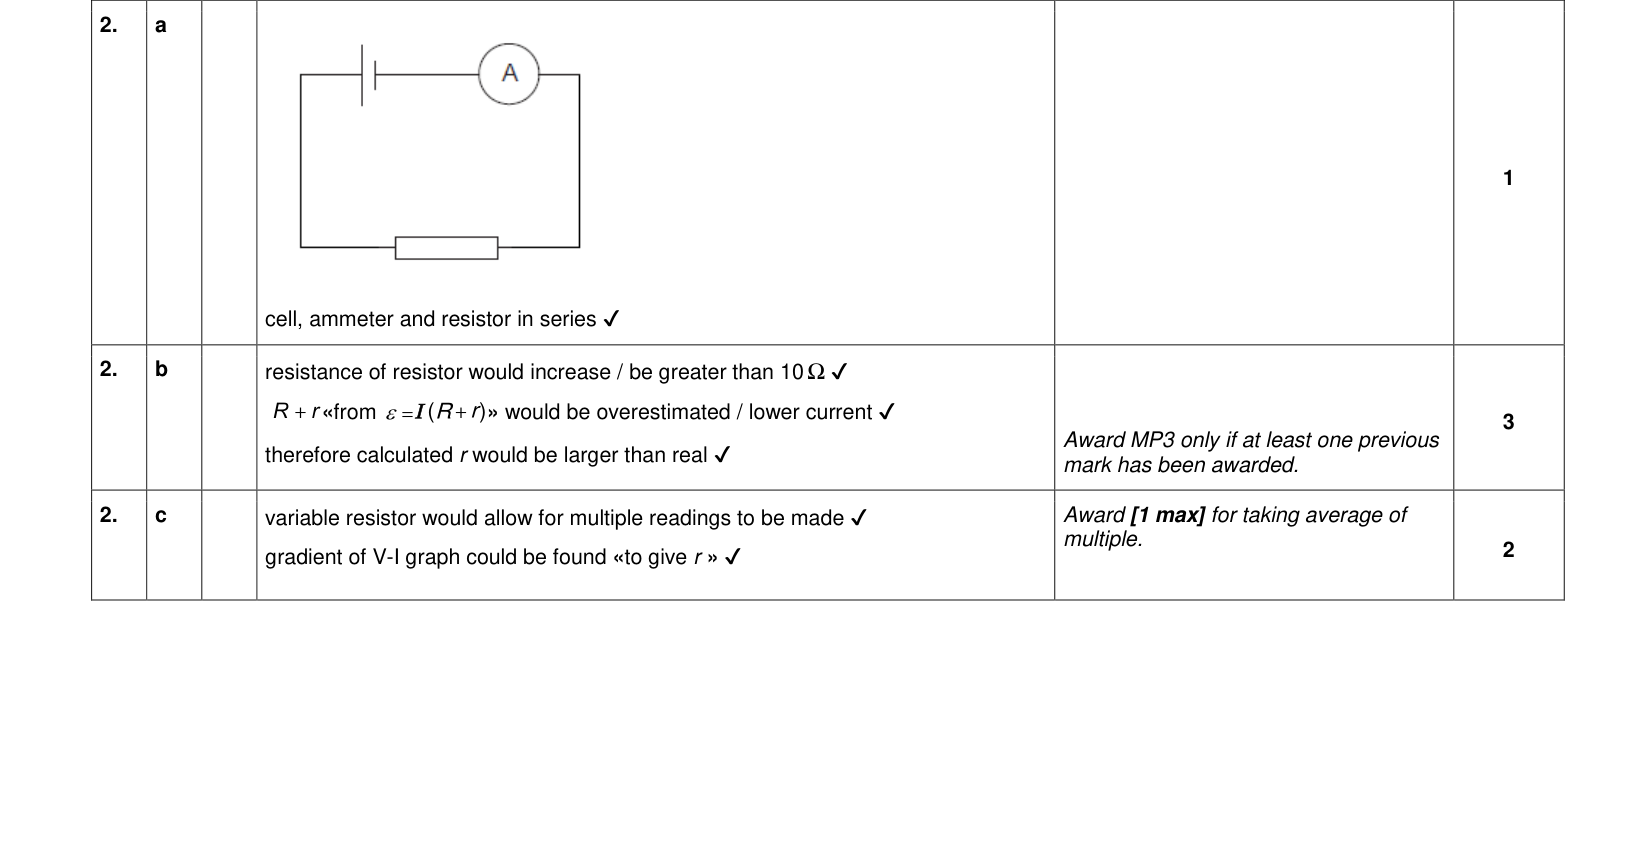 2. a
A
cell, ammeter and resistor in series ✓
1
2. b
resistance of resistor would increase / be greater than 10 Ω ✓
R + r «from ε = I (R + r)» would be overestimated / lower current ✓
therefore calculated r would be larger than real ✓
Award MP3 only if at least one previous
mark has been awarded.
3
2. c
variable resistor would allow for multiple readings to be made ✓
gradient of V-I graph could be found «to give r » ✓
Award [1 max] for taking average of
multiple.
2